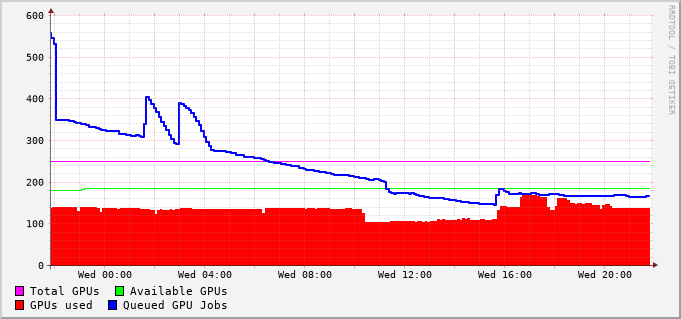 600
500
400
300
200
100
0
Wed 00:00 Wed 04:00 Wed 08:00 Wed 12:00 Wed 16:00 Wed 20:00
Total GPUs Available GPUs
GPUs used Queued GPU Jobs
RRDTOOL / TOBI OETIKER